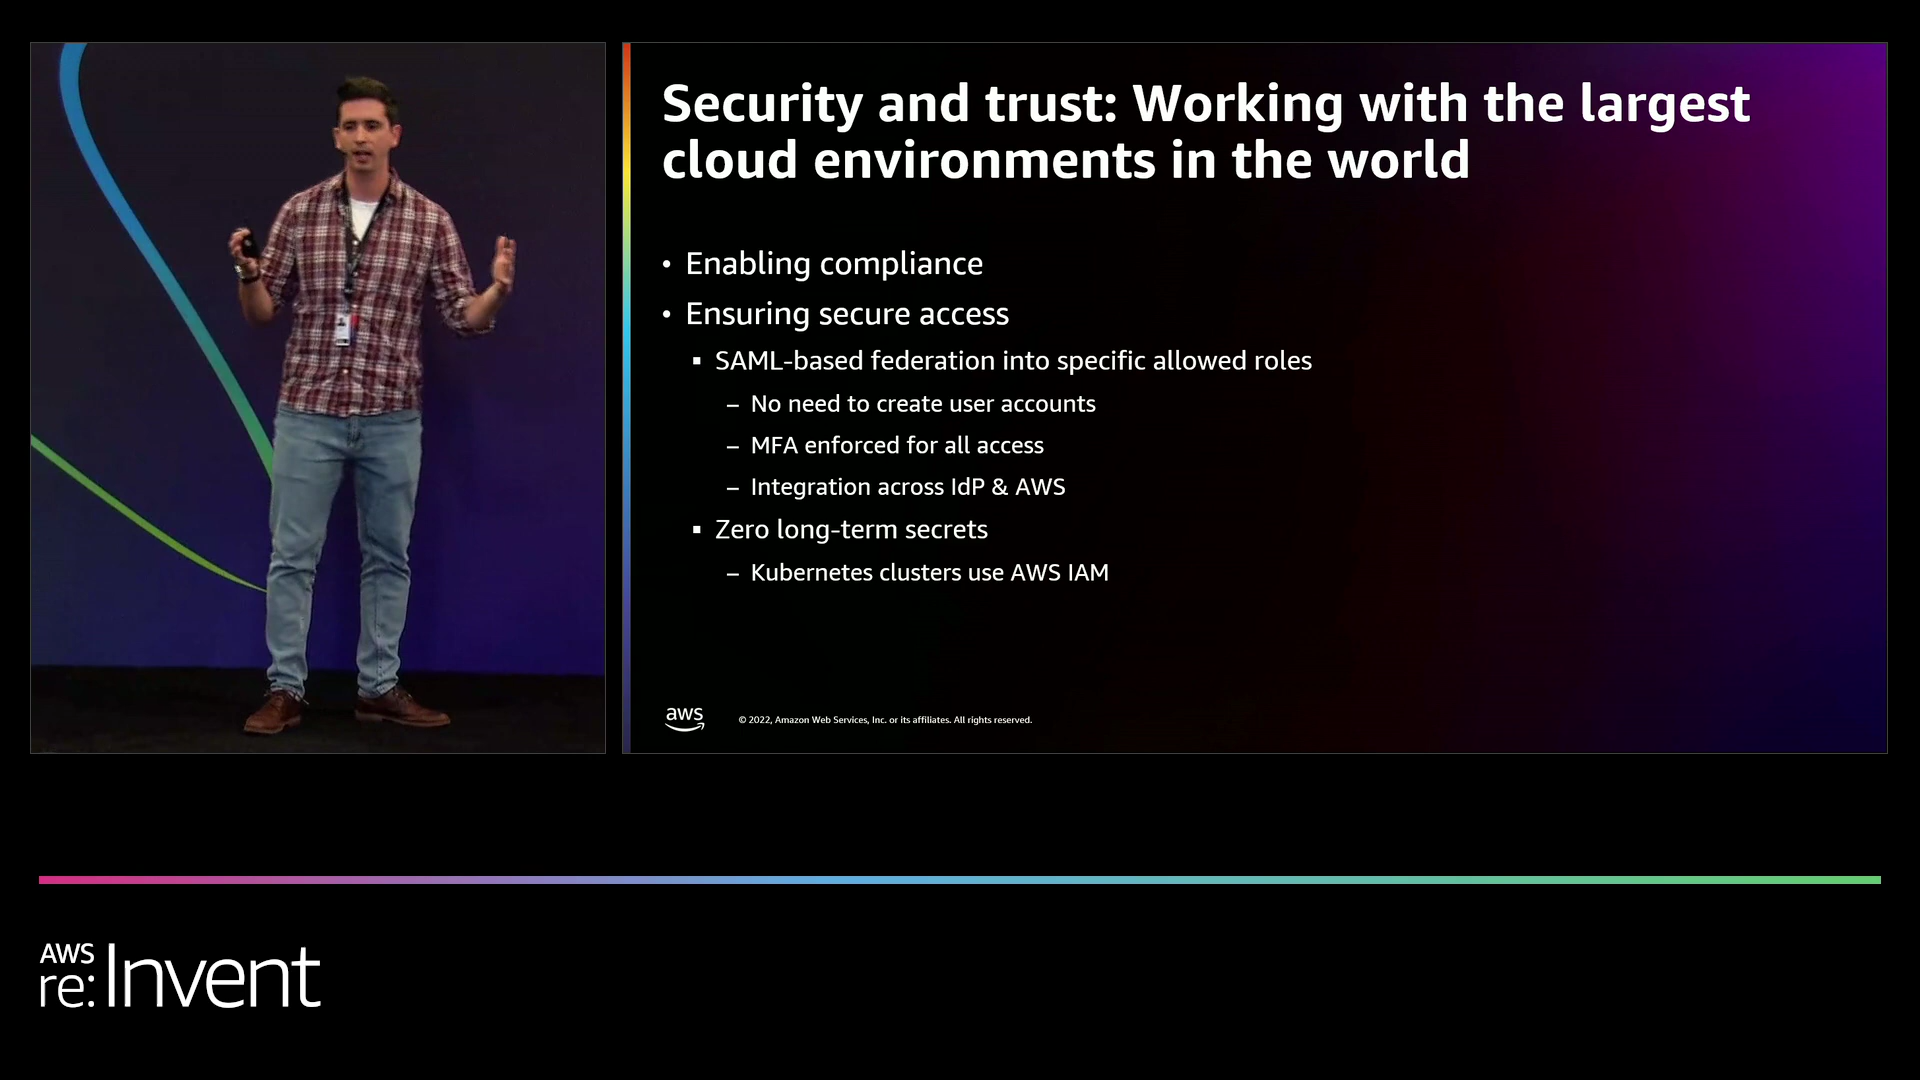 Security and trust: Working with the largest
cloud environments in the world
• Enabling compliance
• Ensuring secure access
▪ SAML-based federation into specific allowed roles
– No need to create user accounts
– MFA enforced for all access
– Integration across IdP & AWS
▪ Zero long-term secrets
– Kubernetes clusters use AWS IAM
aws
© 2022, Amazon Web Services, Inc. or its affiliates. All rights reserved.
AWS
re:Invent